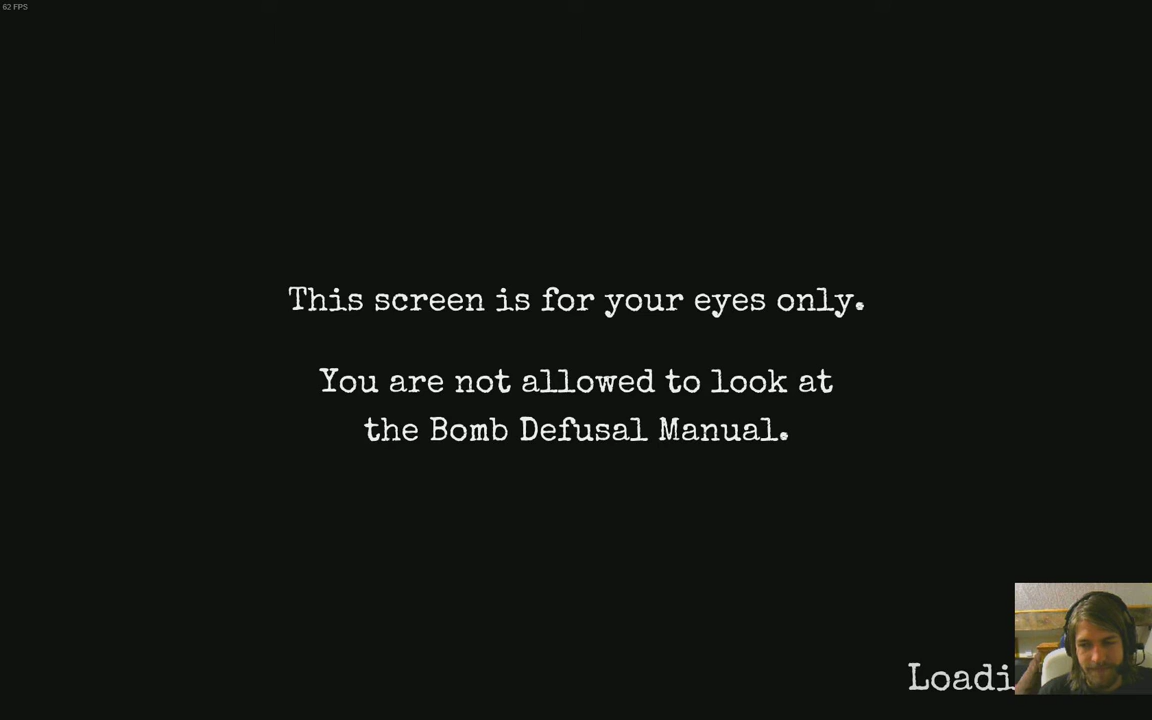 62 FPS
This screen is for your eyes only.
You are not allowed to look at
the Bomb Defusal Manual.
Loadi